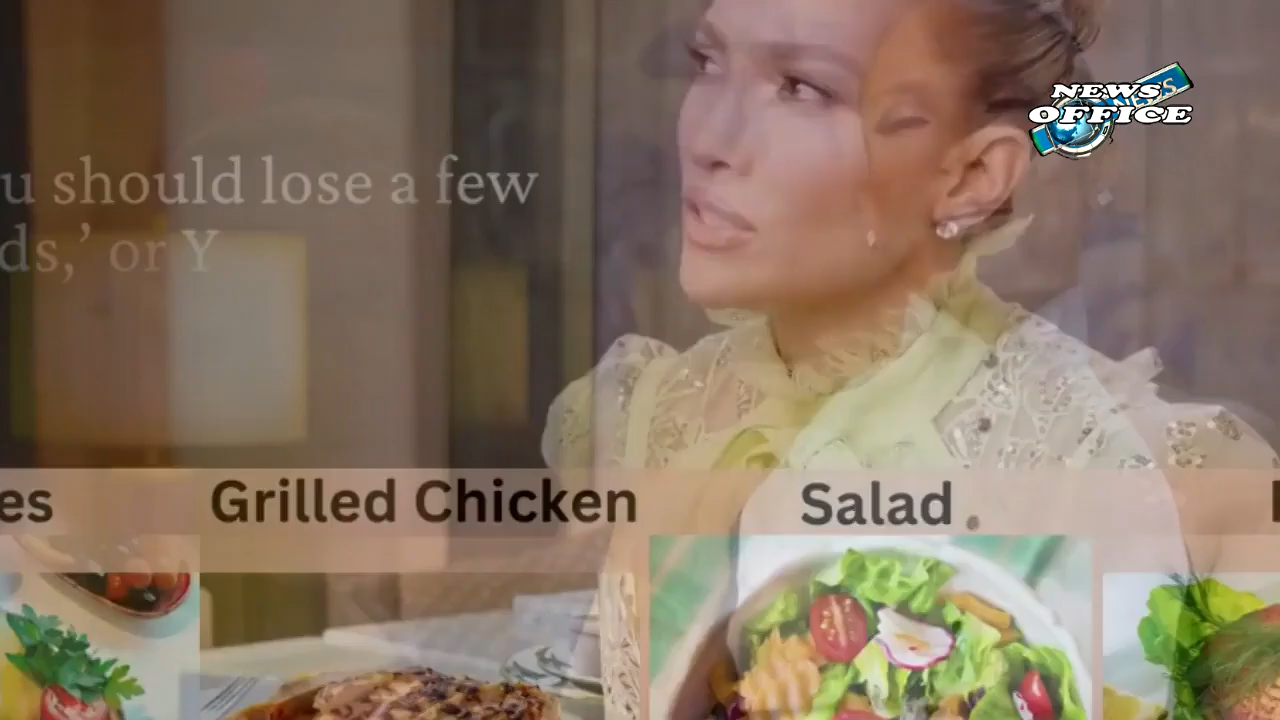 NEWS
OFFICE
u should lose a few
ds,’ or Y
es
Grilled Chicken
Salad